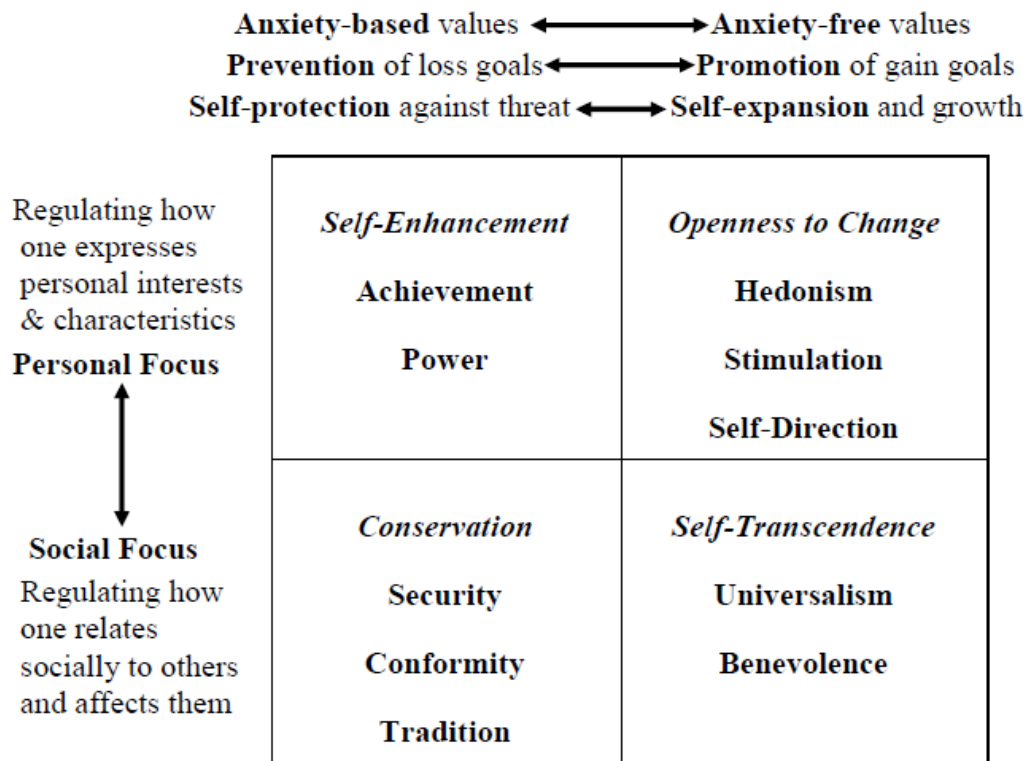 Anxiety-based values Anxiety-free values
Prevention of loss goals Promotion of gain goals
Self-protection against threat Self-expansion and growth
Regulating how
one expresses
personal interests
& characteristics
Personal Focus
Self-Enhancement
Achievement
Power
Openness to Change
Hedonism
Stimulation
Self-Direction
Social Focus
Regulating how
one relates
socially to others
and affects them
Conservation
Security
Conformity
Tradition
Self-Transcendence
Universalism
Benevolence